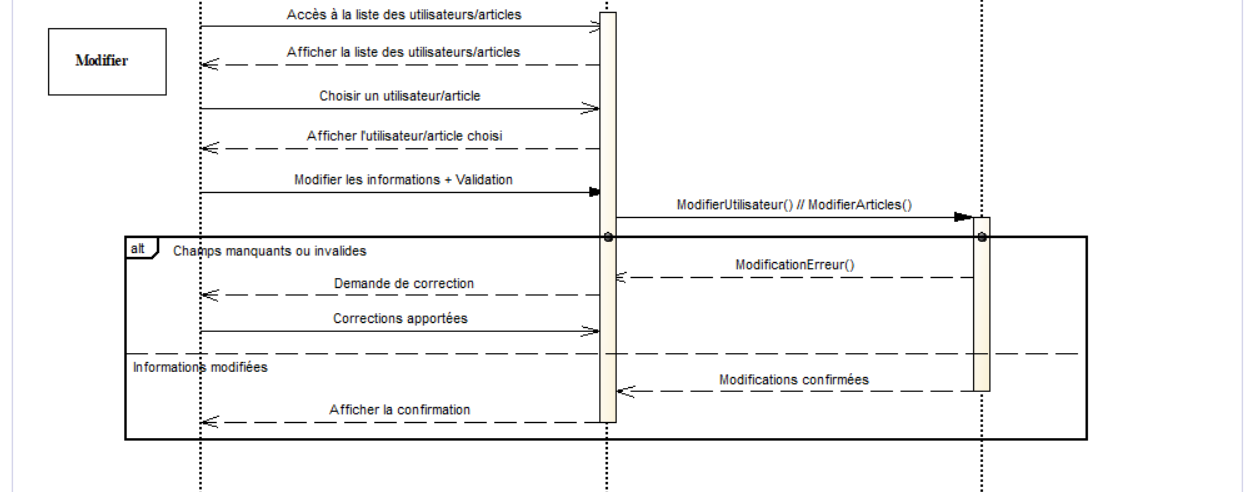 Accès à la liste des utilisateurs/articles
Modifier
Afficher la liste des utilisateurs/articles
Choisir un utilisateur/article
Afficher l'utilisateur/article choisi
Modifier les informations + Validation
ModifierUtilisateur() // ModifierArticles()
alt
Champs manquants ou invalides
ModificationErreur()
Demande de correction
Corrections apportées
Informations modifiées
Modifications confirmées
Afficher la confirmation